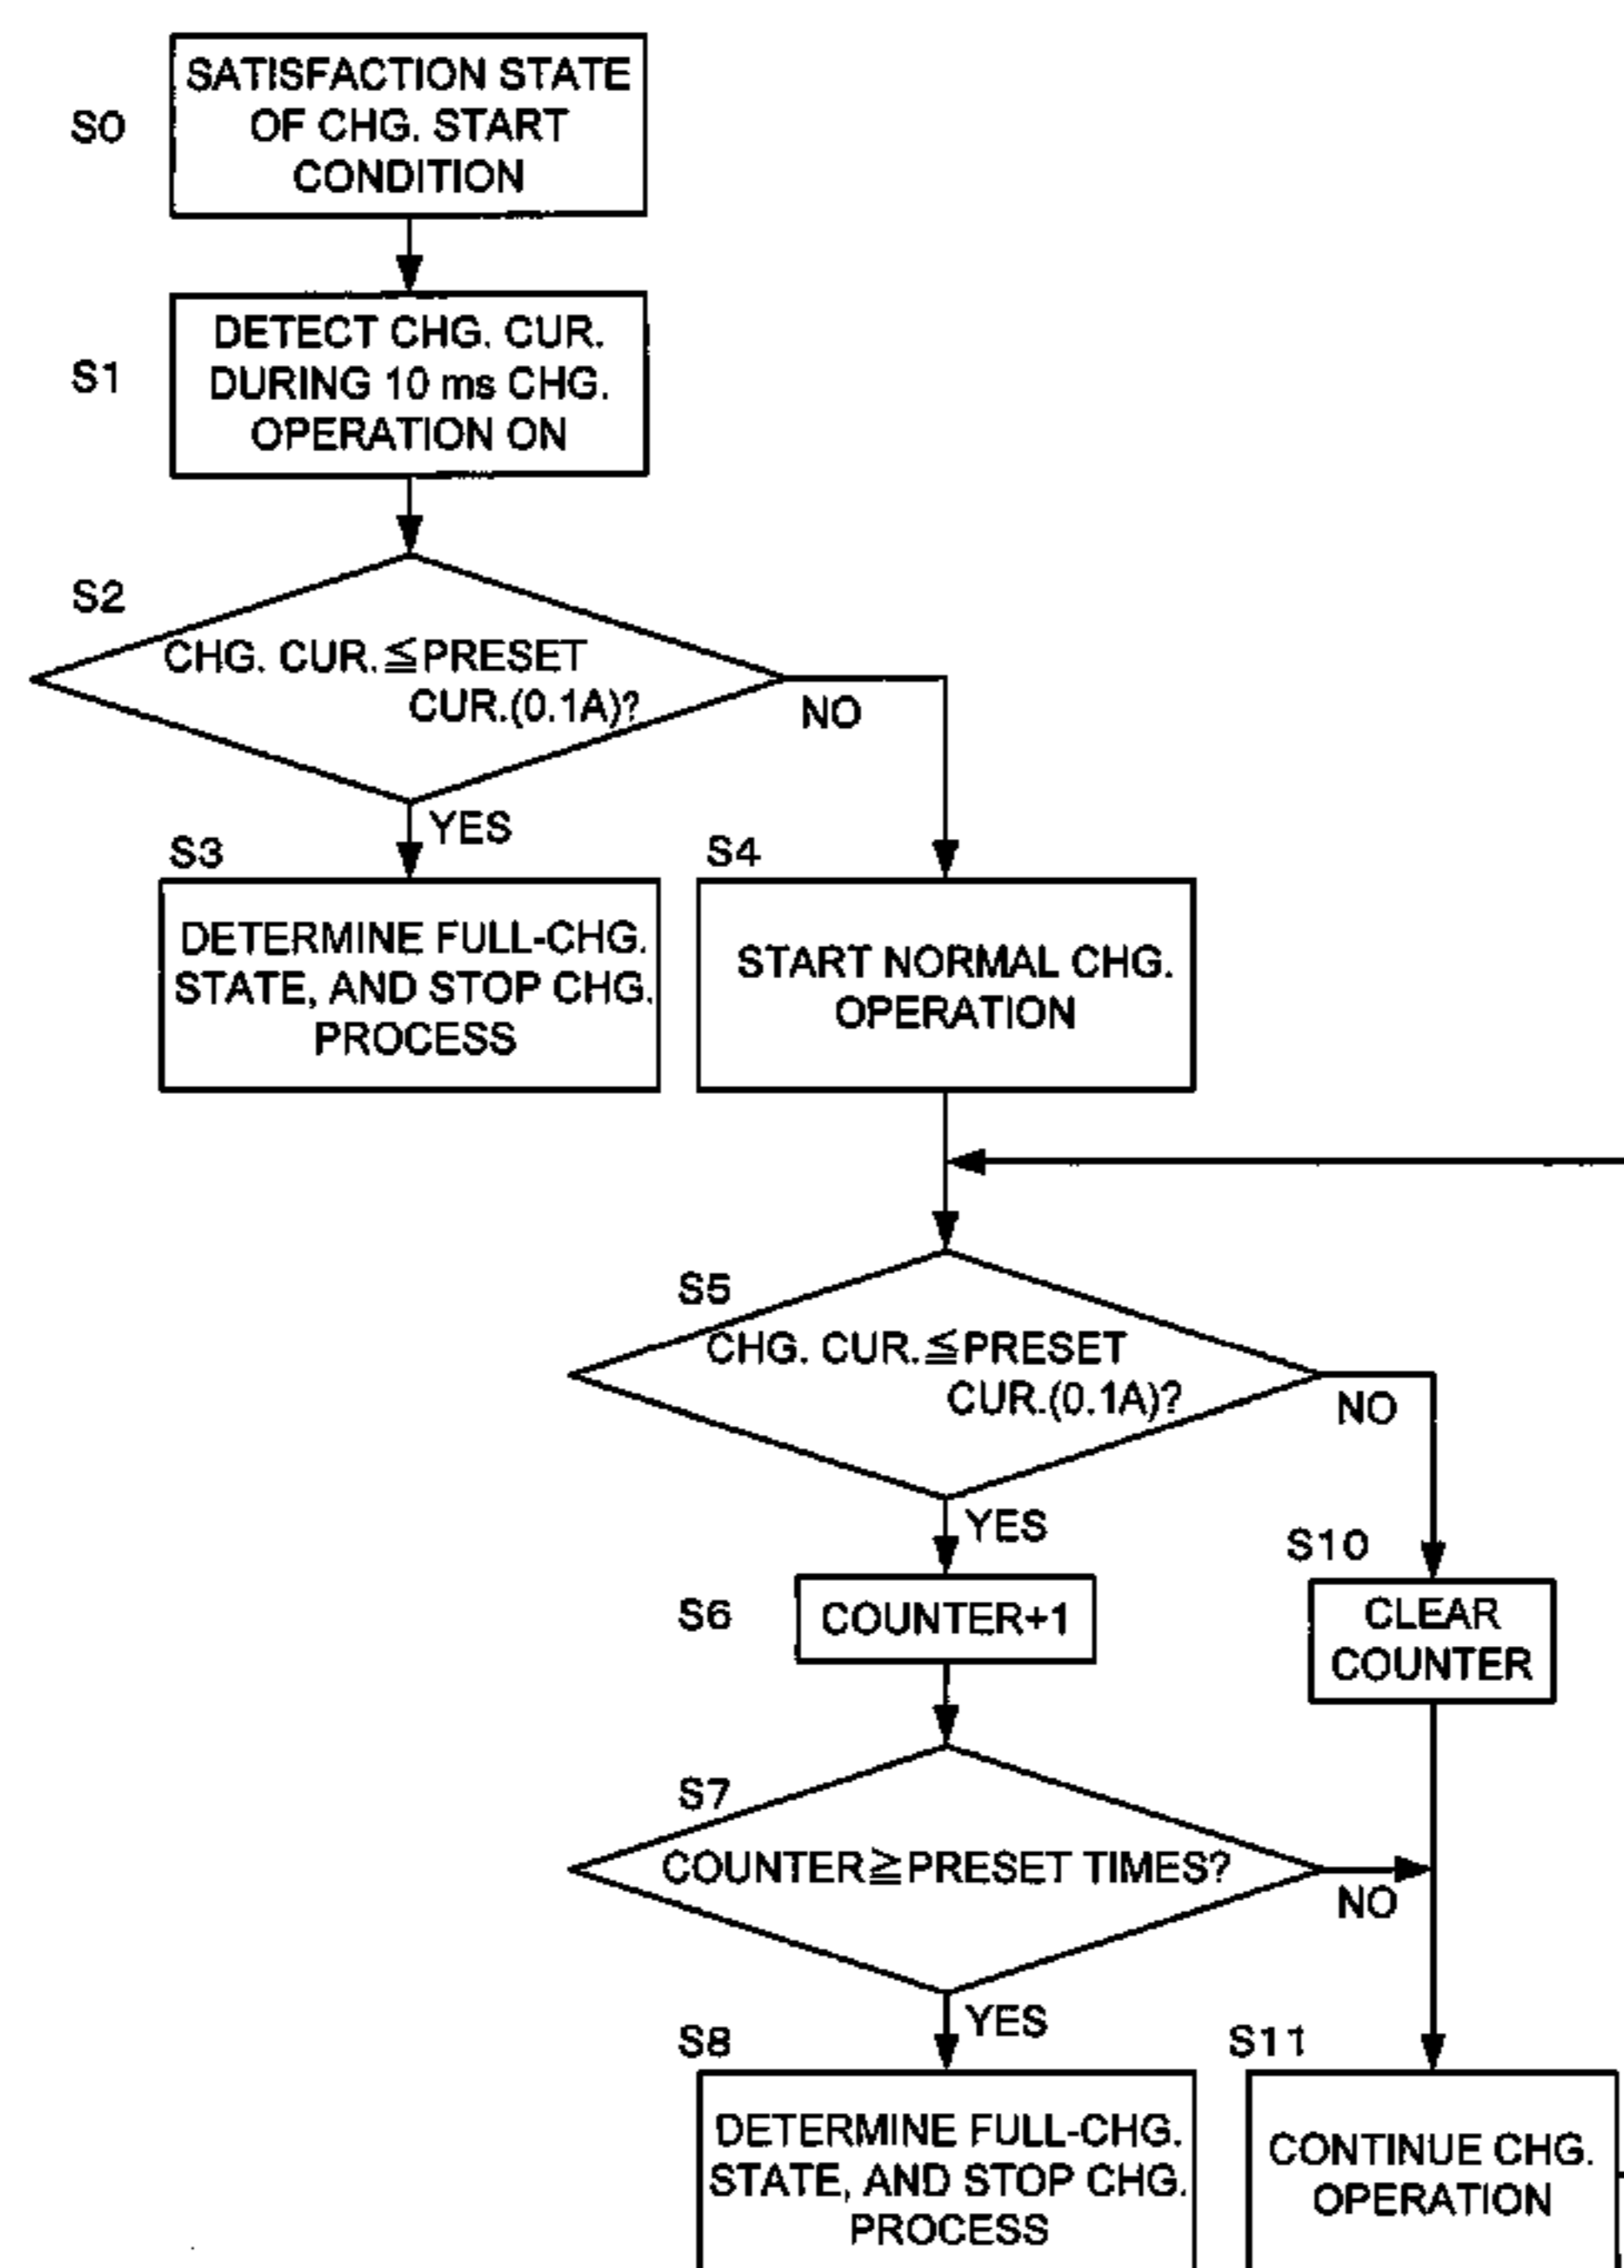 S0
SATISFACTION STATE
OF CHG. START
CONDITION
S1
DETECT CHG. CUR.
DURING 10 ms CHG.
OPERATION ON
S2
CHG. CUR.≦PRESET
CUR.(0.1A)?
NO
YES
S3
DETERMINE FULL-CHG.
STATE, AND STOP CHG.
PROCESS
S4
START NORMAL CHG.
OPERATION
S5
CHG. CUR.≦PRESET
CUR.(0.1A)?
NO
YES
S6
COUNTER+1
S10
CLEAR
COUNTER
S7
COUNTER≧PRESET TIMES?
NO
YES
S8
DETERMINE FULL-CHG.
STATE, AND STOP CHG.
PROCESS
S11
CONTINUE CHG.
OPERATION